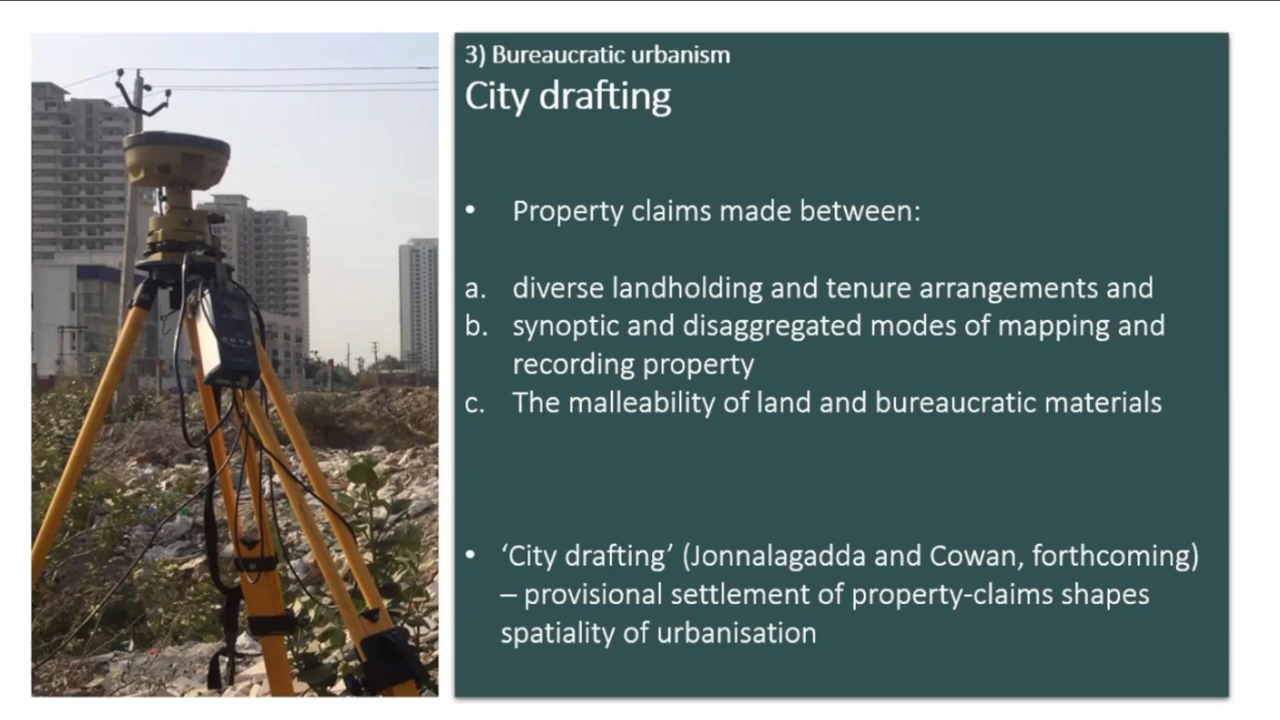 3) Bureaucratic urbanism
City drafting
• Property claims made between:
a. diverse landholding and tenure arrangements and
b. synoptic and disaggregated modes of mapping and
recording property
c. The malleability of land and bureaucratic materials
• ‘City drafting’ (Jonnalagadda and Cowan, forthcoming)
– provisional settlement of property-claims shapes
spatiality of urbanisation